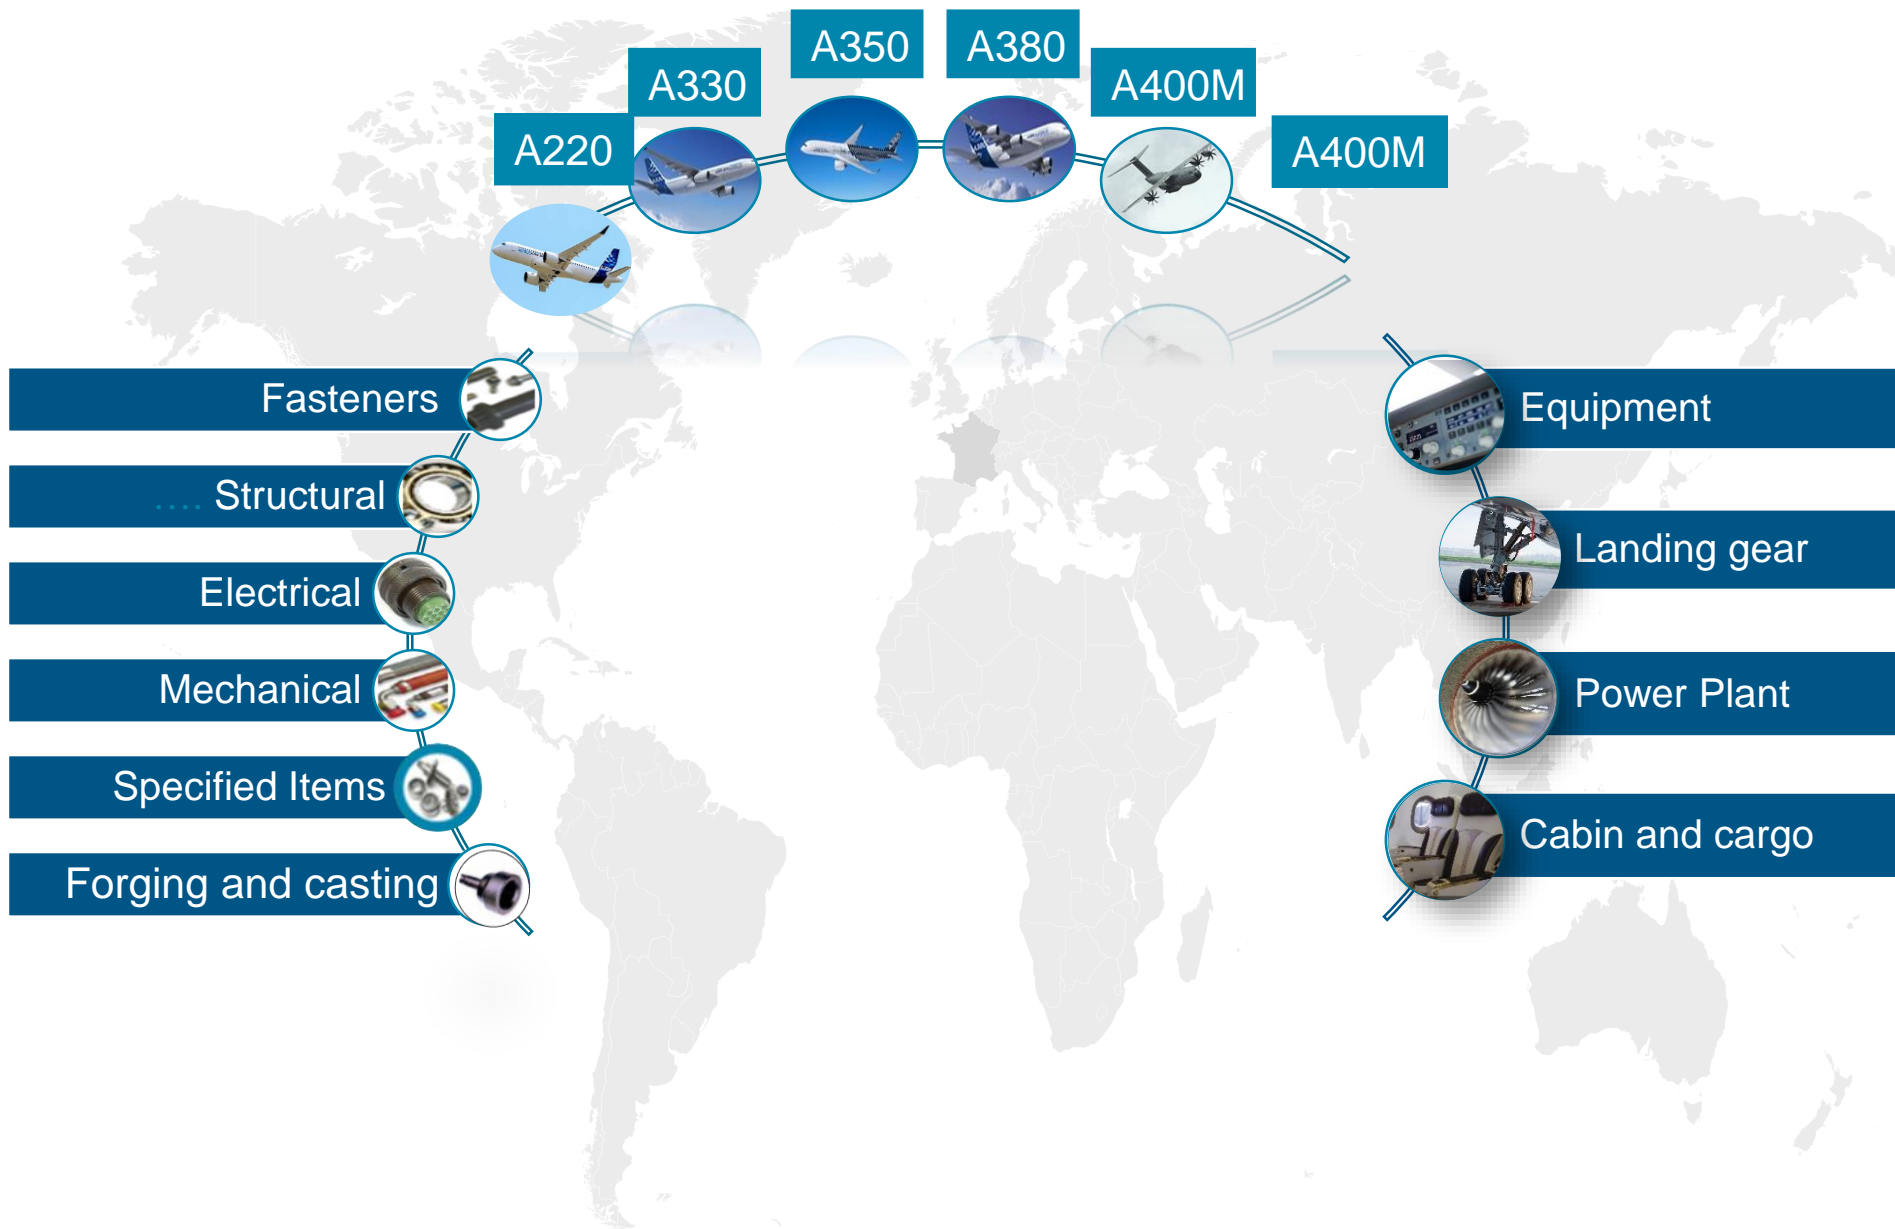 A220
A330
A350
A380
A400M
A400M
Fasteners
.... Structural
Electrical
Mechanical
Specified Items
Forging and casting
Equipment
Landing gear
Power Plant
Cabin and cargo